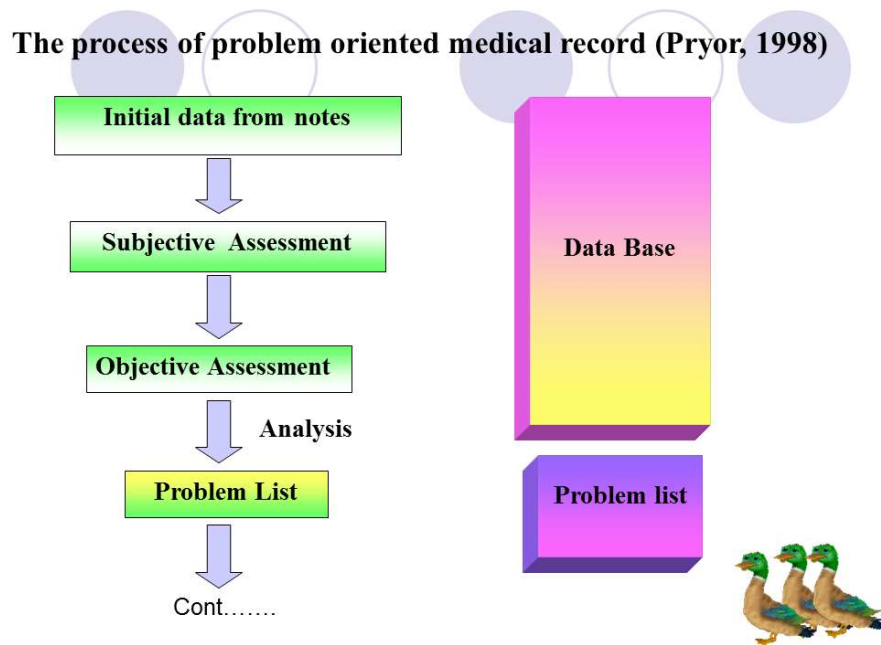 The process of problem oriented medical record (Pryor, 1998)
Initial data from notes
Subjective Assessment
Objective Assessment
Analysis
Problem List
Cont…….
Data Base
Problem list